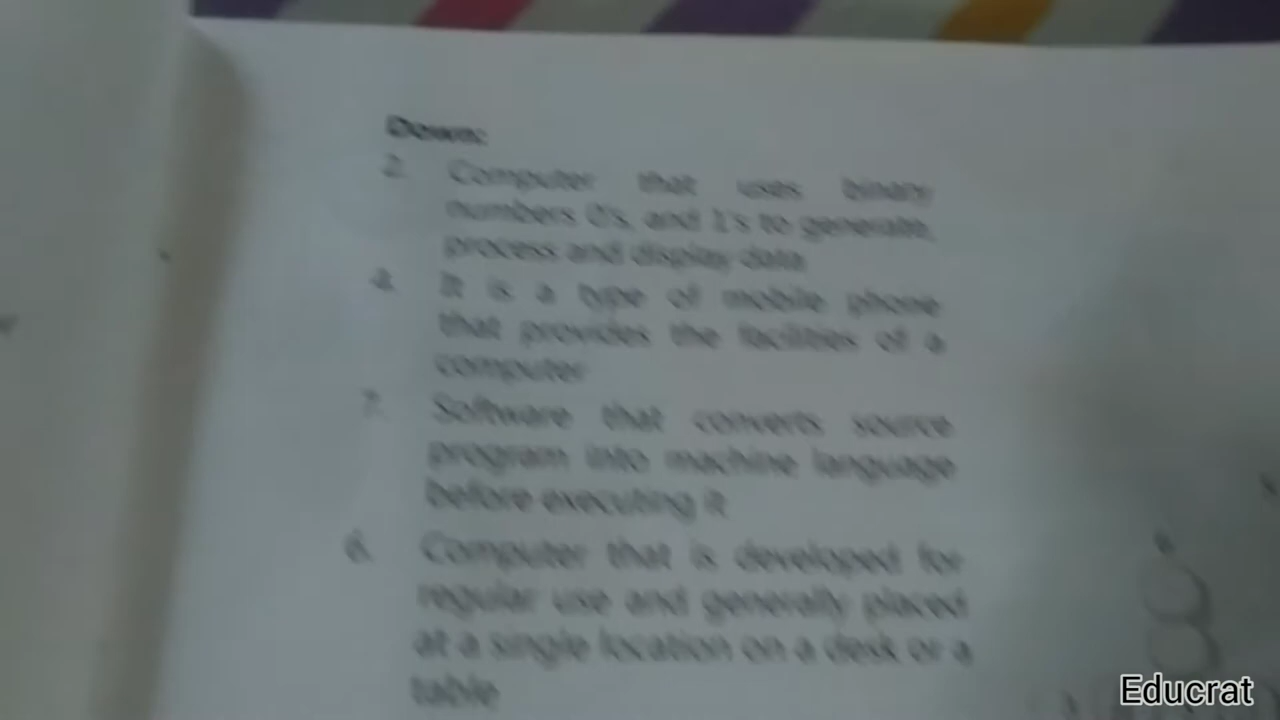 Down:
2. Computer that uses binary
numbers 0's, and 1's to generate,
process and display data
4. It is a type of mobile phone
that provides the facilities of a
computer
7. Software that converts source
program into machine language
before executing it
6. Computer that is developed for
regular use and generally placed
at a single location on a desk or a
table
Educrat